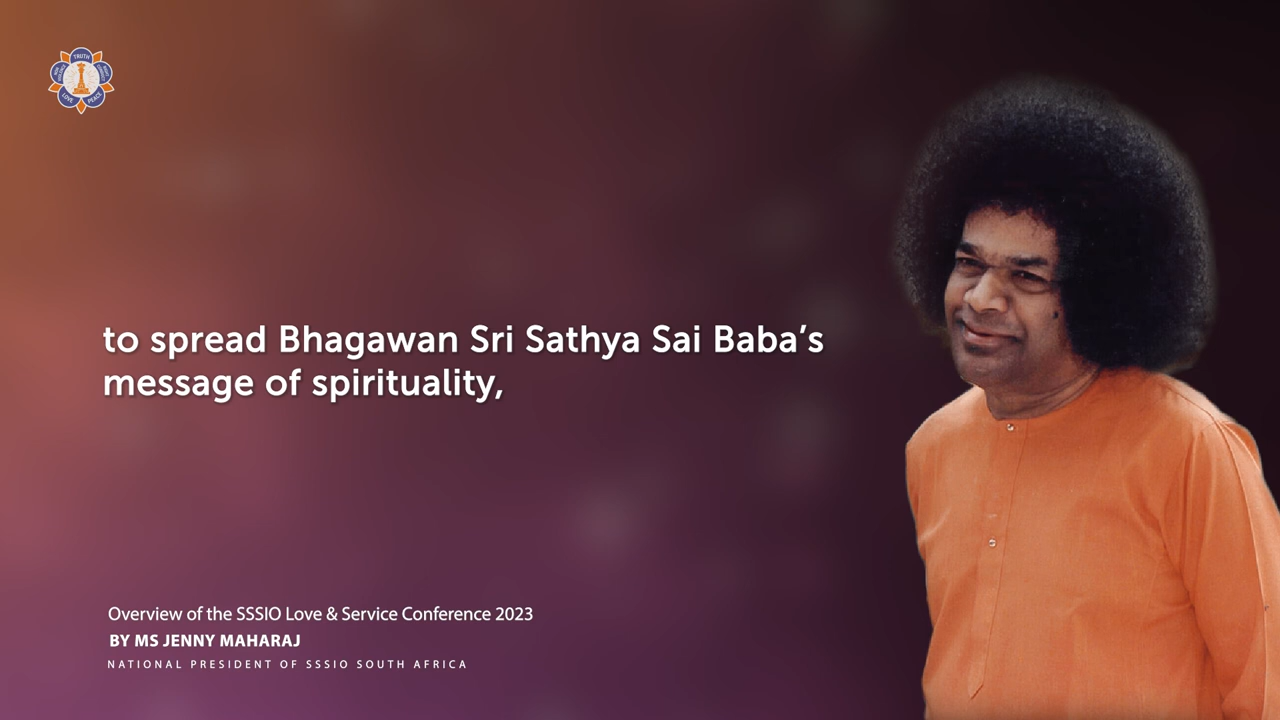 TRUTH
LOVE
PEACE
to spread Bhagawan Sri Sathya Sai Baba’s
message of spirituality,
Overview of the SSSIO Love & Service Conference 2023
BY MS JENNY MAHARAJ
NATIONAL PRESIDENT OF SSSIO SOUTH AFRICA